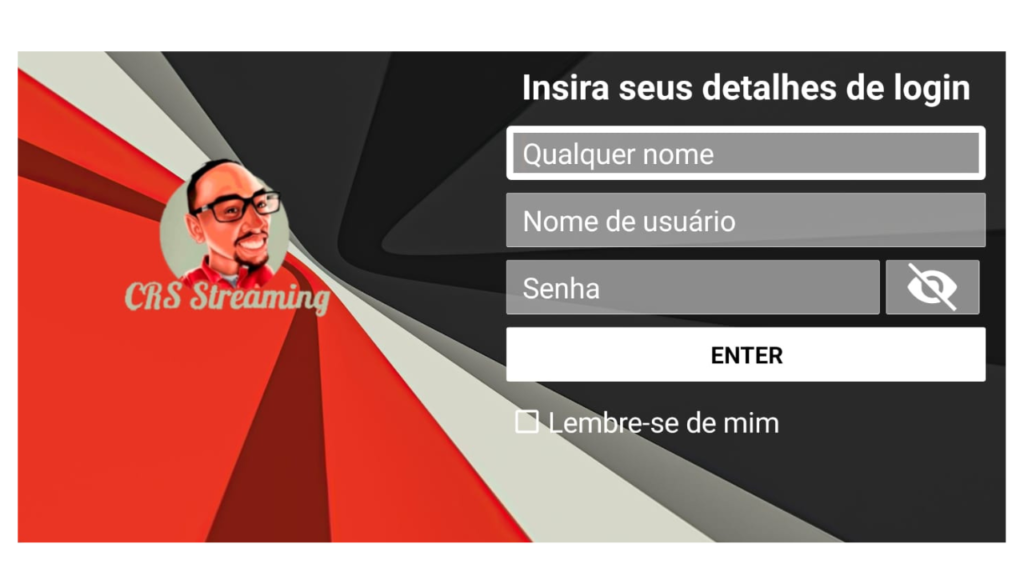 Insira seus detalhes de login
Qualquer nome
Nome de usuário
Senha
CRS Streaming
ENTER
Lembre-se de mim